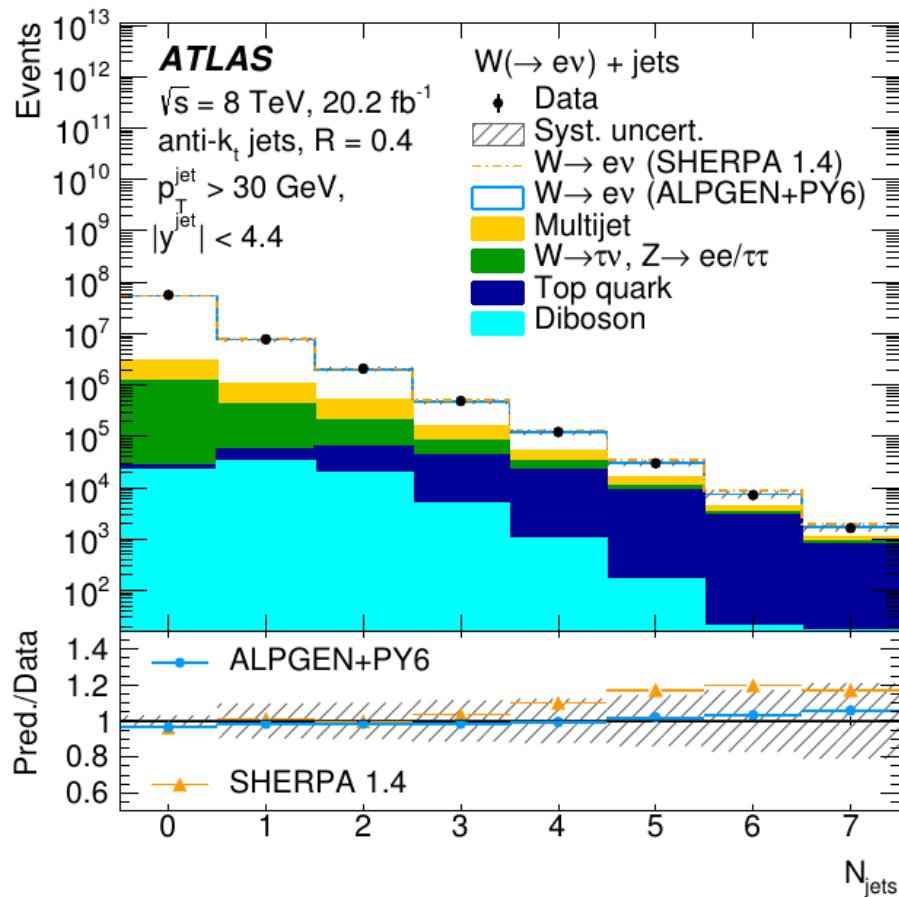 Events
10¹³
10¹²
10¹¹
10¹⁰
10⁹
10⁸
10⁷
10⁶
10⁵
10⁴
10³
10²
ATLAS
√s = 8 TeV, 20.2 fb⁻¹
anti-kₜ jets, R = 0.4
p_T^jet > 30 GeV,
|y^jet| < 4.4
W(→ eν) + jets
Data
Syst. uncert.
W→ eν (SHERPA 1.4)
W→ eν (ALPGEN+PY6)
Multijet
W→τν, Z→ ee/ττ
Top quark
Diboson
Pred./Data
1.4
1.2
1
0.8
0.6
ALPGEN+PY6
SHERPA 1.4
0 1 2 3 4 5 6 7
N_jets